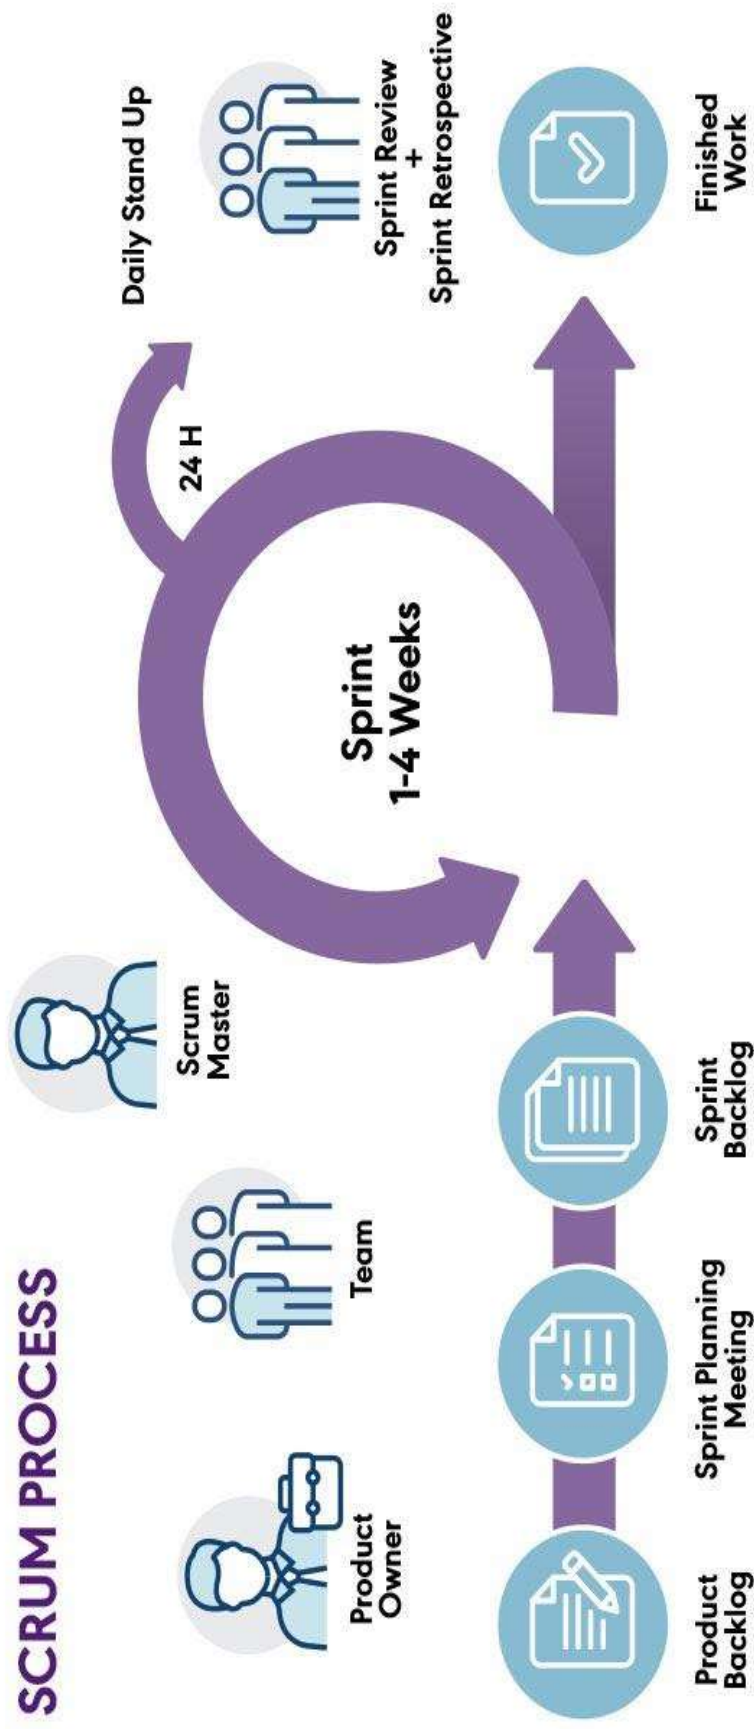 SCRUM PROCESS
Scrum
Master
Product
Owner
Team
Daily Stand Up
24 H
Sprint
1-4 Weeks
Sprint Review
+
Sprint Retrospective
Product
Backlog
Sprint Planning
Meeting
Sprint
Backlog
Finished
Work